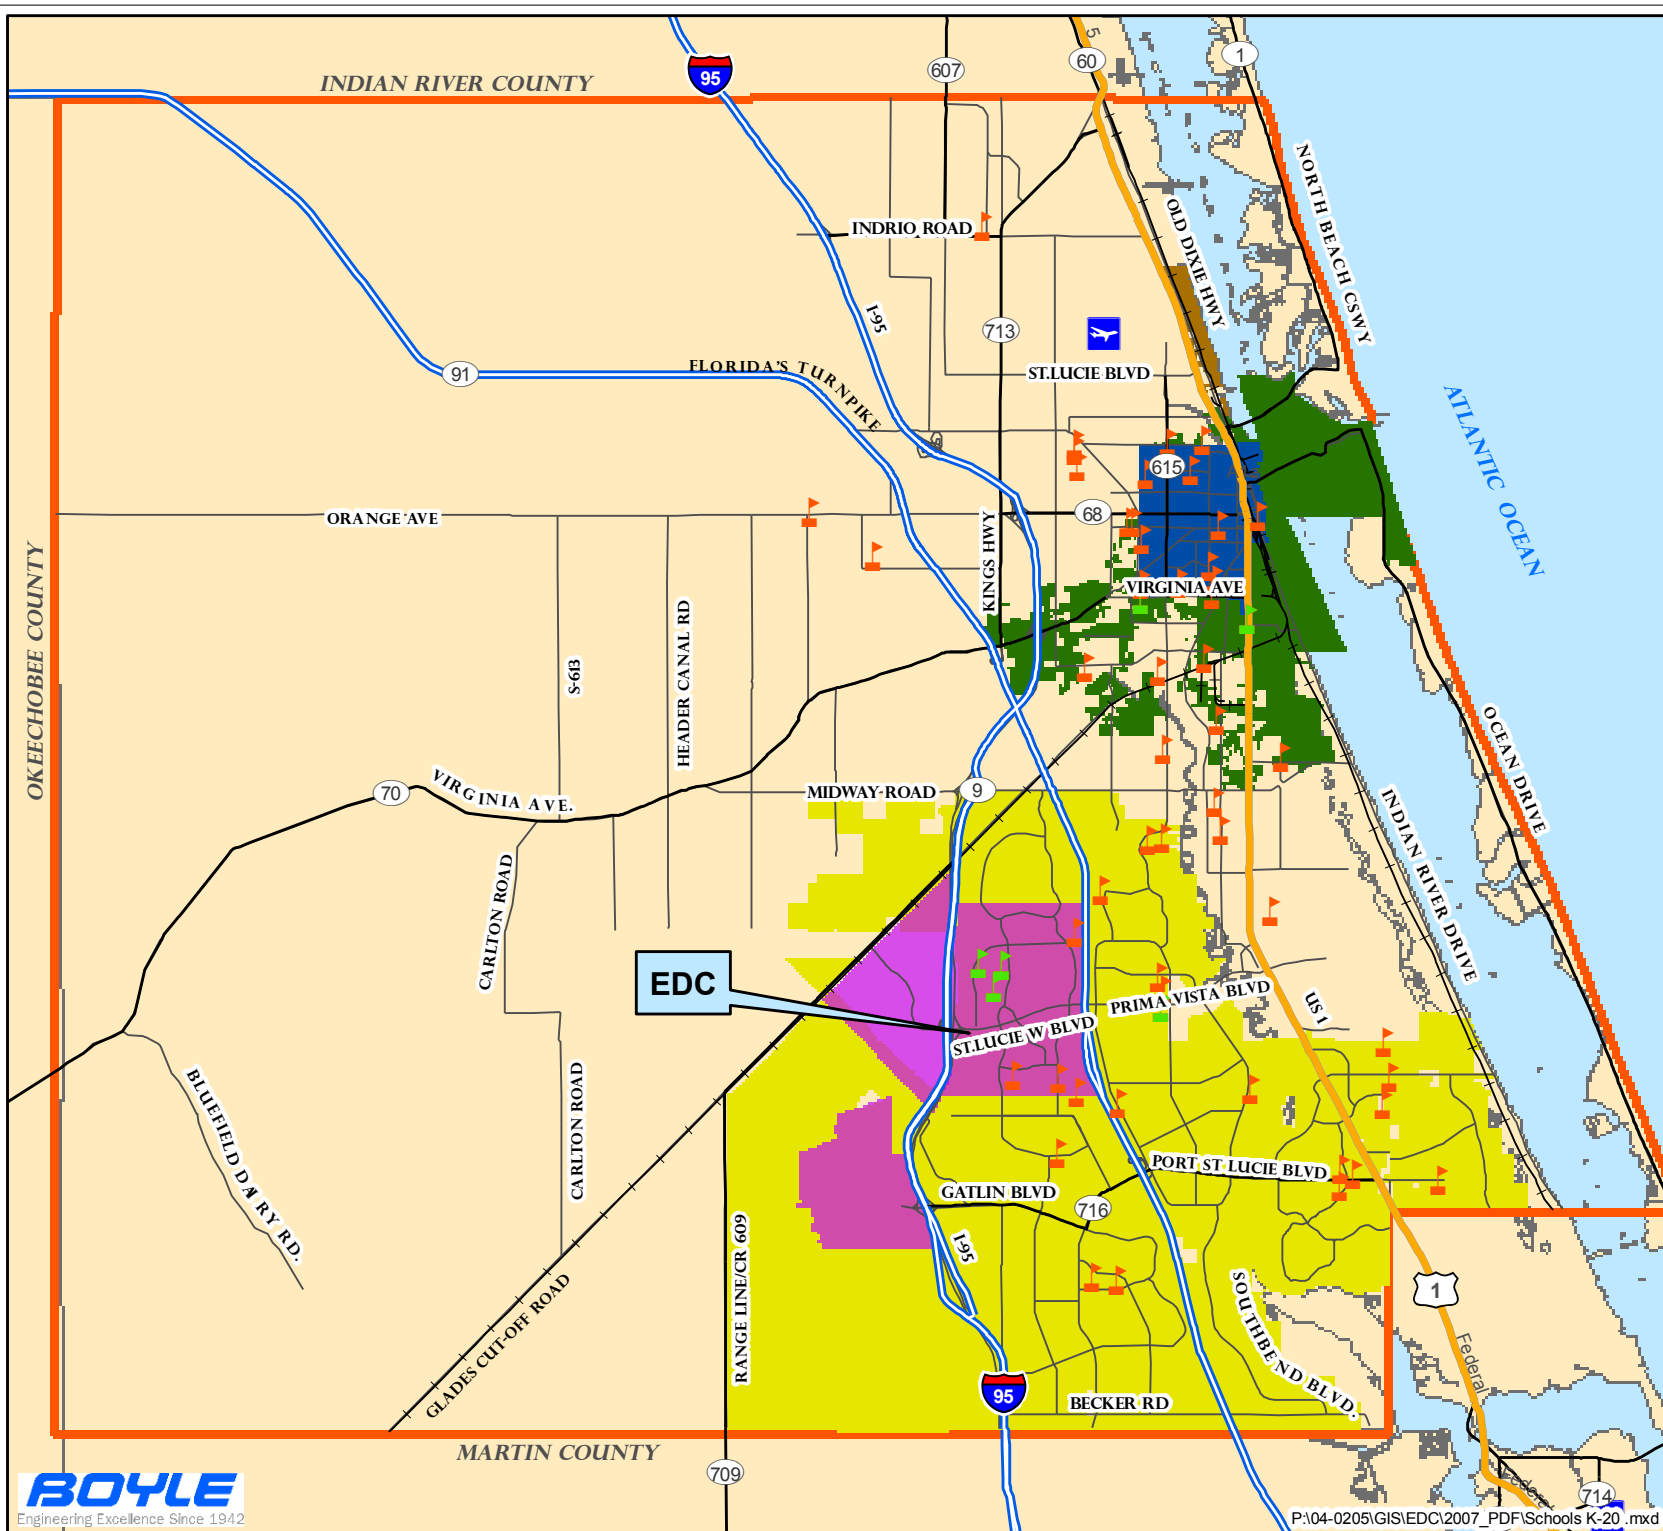 5
60
1
95
607
INDIAN RIVER COUNTY
NORTH BEACH CSWY
OLD DIXIE HWY
INDRIO ROAD
I-95
713
91
FLORIDA'S TURNPIKE
ST.LUCIE BLVD
ATLANTIC OCEAN
615
ORANGE AVE
68
KINGS HWY
OKEECHOBEE COUNTY
VIRGINIA AVE
HEADER CANAL RD
S-613
OCEAN DRIVE
70
VIRGINIA AVE.
MIDWAY ROAD
9
INDIAN RIVER DRIVE
CARLTON ROAD
EDC
PRIMA VISTA BLVD
US 1
ST.LUCIE W BLVD
BLUEFIELD DAIRY RD.
CARLTON ROAD
PORT ST LUCIE BLVD
GATLIN BLVD
716
I-95
RANGE LINE/CR 609
SOUTHBEND BLVD.
1
GLADES CUT-OFF ROAD
Federal
95
BECKER RD
MARTIN COUNTY
709
714
Federal
BOYLE
Engineering Excellence Since 1942
P:\04-0205\GIS\EDC\2007_PDF\Schools K-20 .mxd